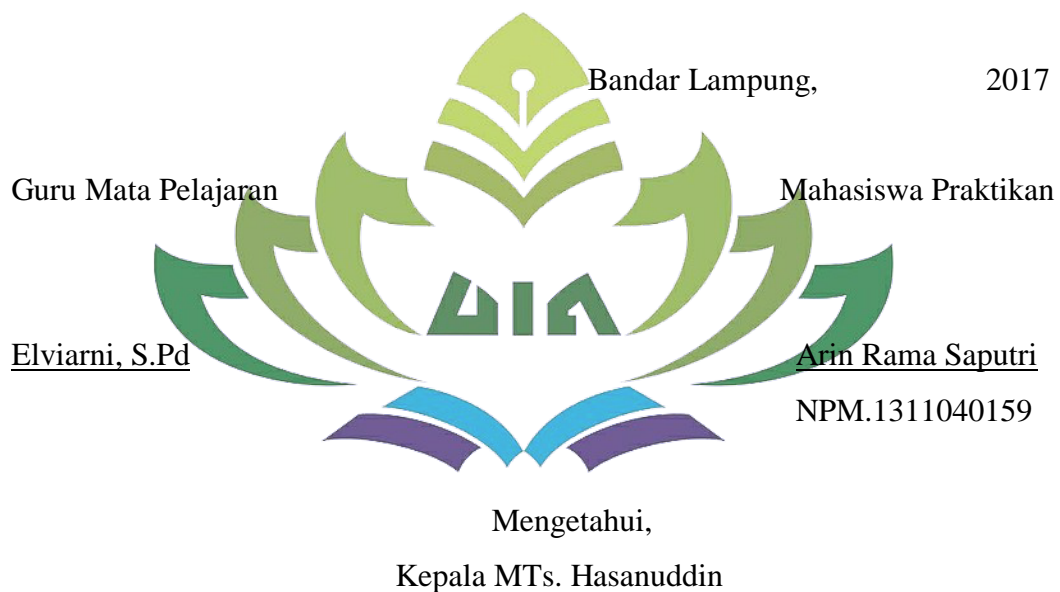 Bandar Lampung, 2017
Guru Mata Pelajaran Mahasiswa Praktikan
UIN
Elviarni, S.Pd Arin Rama Saputri
NPM.1311040159
Mengetahui,
Kepala MTs. Hasanuddin